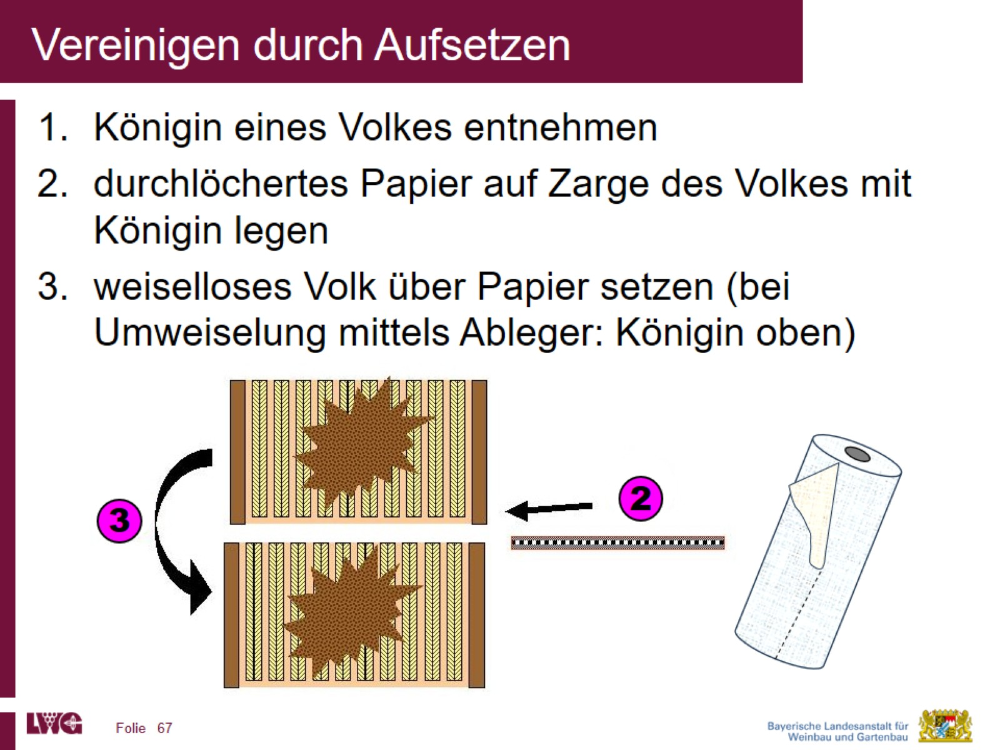 Vereinigen durch Aufsetzen
1. Königin eines Volkes entnehmen
2. durchlöchertes Papier auf Zarge des Volkes mit
Königin legen
3. weiselloses Volk über Papier setzen (bei
Umweiselung mittels Ableger: Königin oben)
2
3
LWG
Folie 67
Bayerische Landesanstalt für
Weinbau und Gartenbau